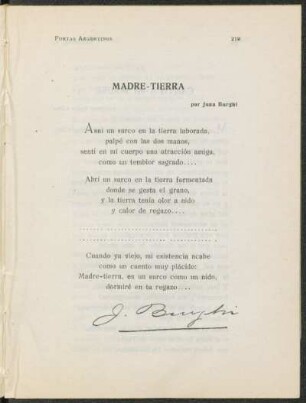 POETAS ARGENTINOS
MADRE-TIERRA
por Juan Burghi
Abrí un surco en la tierra laborada,
palpé con las dos manos,
sentí en mi cuerpo una atracción amiga,
como un temblor sagrado....
Abrí un surco en la tierra fermentada
donde se gesta el grano,
y la tierra tenía olor a nido
y calor de regazo....
Cuando ya viejo, mi existencia acabe
como un cuento muy plácido;
Madre-tierra, en un surco como un nido,
dormiré en tu regazo....
J. Burghi